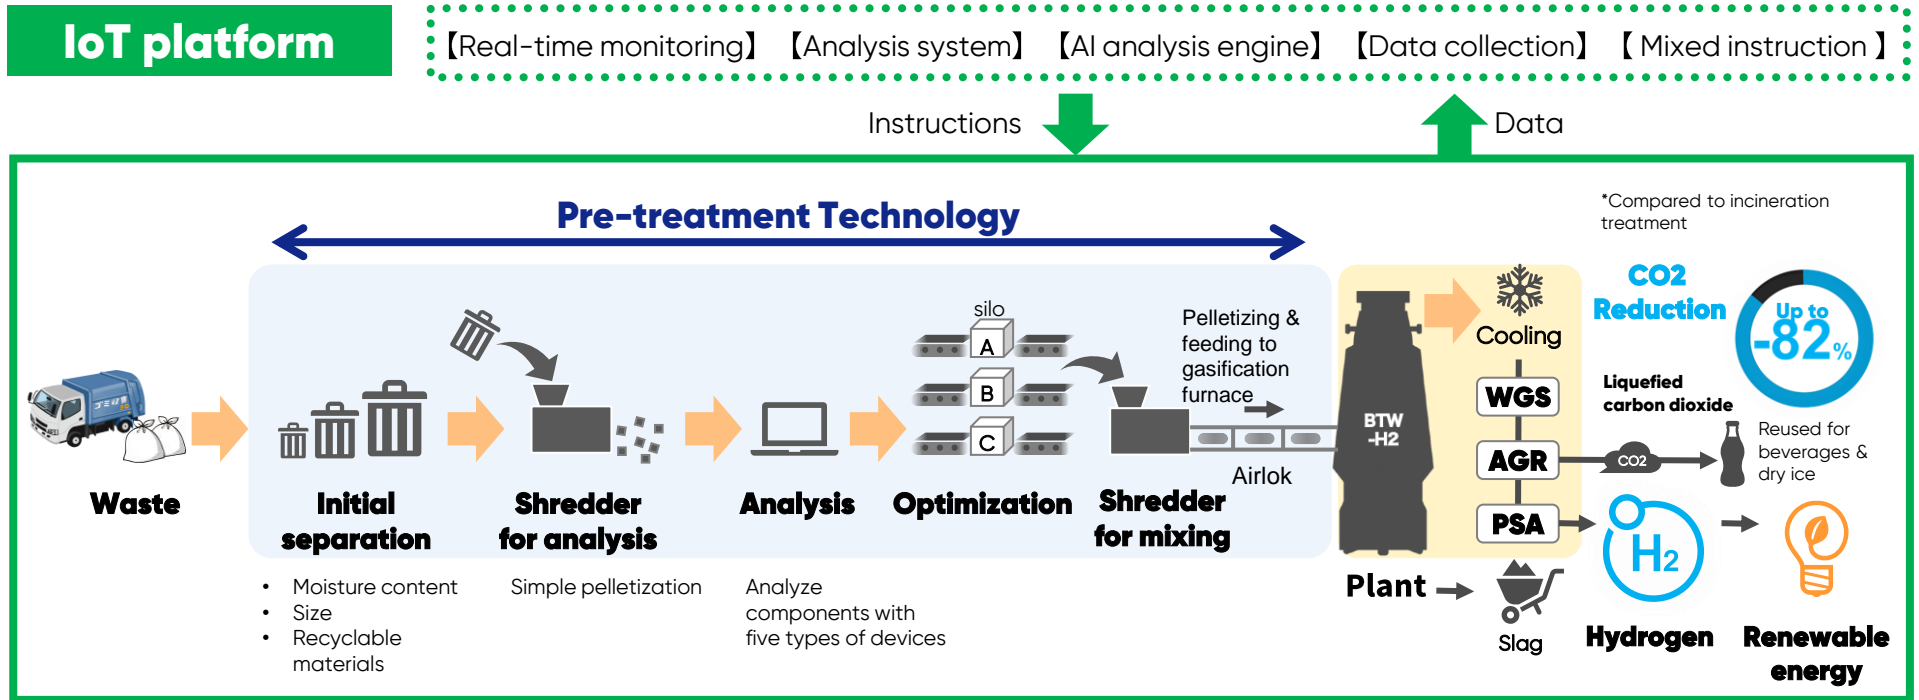 IoT platform
【Real-time monitoring】 【Analysis system】 【AI analysis engine】 【Data collection】 【 Mixed instruction 】
Instructions
Data
Pre-treatment Technology
*Compared to incineration
treatment
CO2
Reduction
Up to
-82%
silo
A
B
C
Pelletizing &
feeding to
gasification
furnace
Airlok
BTW
-H2
Cooling
WGS
AGR
PSA
Liquefied
carbon dioxide
CO2
Reused for
beverages &
dry ice
Waste
Initial
separation
Shredder
for analysis
Analysis
Optimization
Shredder
for mixing
• Moisture content
• Size
• Recyclable
materials
Simple pelletization
Analyze
components with
five types of devices
Plant
Slag
H2
Hydrogen
Renewable
energy